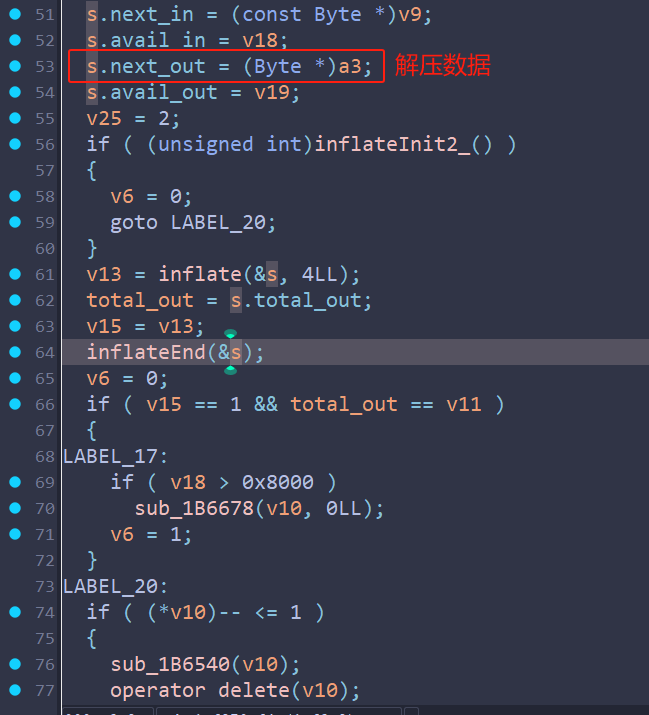 51 s.next_in = (const Byte *)v9;
52 s.avail_in = v18;
53 s.next_out = (Byte *)a3; 解压数据
54 s.avail_out = v19;
55 v25 = 2;
56 if ( (unsigned int)inflateInit2_() )
57 {
58 v6 = 0;
59 goto LABEL_20;
60 }
61 v13 = inflate(&s, 4LL);
62 total_out = s.total_out;
63 v15 = v13;
64 inflateEnd(&s);
65 v6 = 0;
66 if ( v15 == 1 && total_out == v11 )
67 {
68 LABEL_17:
69 if ( v18 > 0x8000 )
70 sub_1B6678(v10, 0LL);
71 v6 = 1;
72 }
73 LABEL_20:
74 if ( (*v10)-- <= 1 )
75 {
76 sub_1B6540(v10);
77 operator delete(v10);